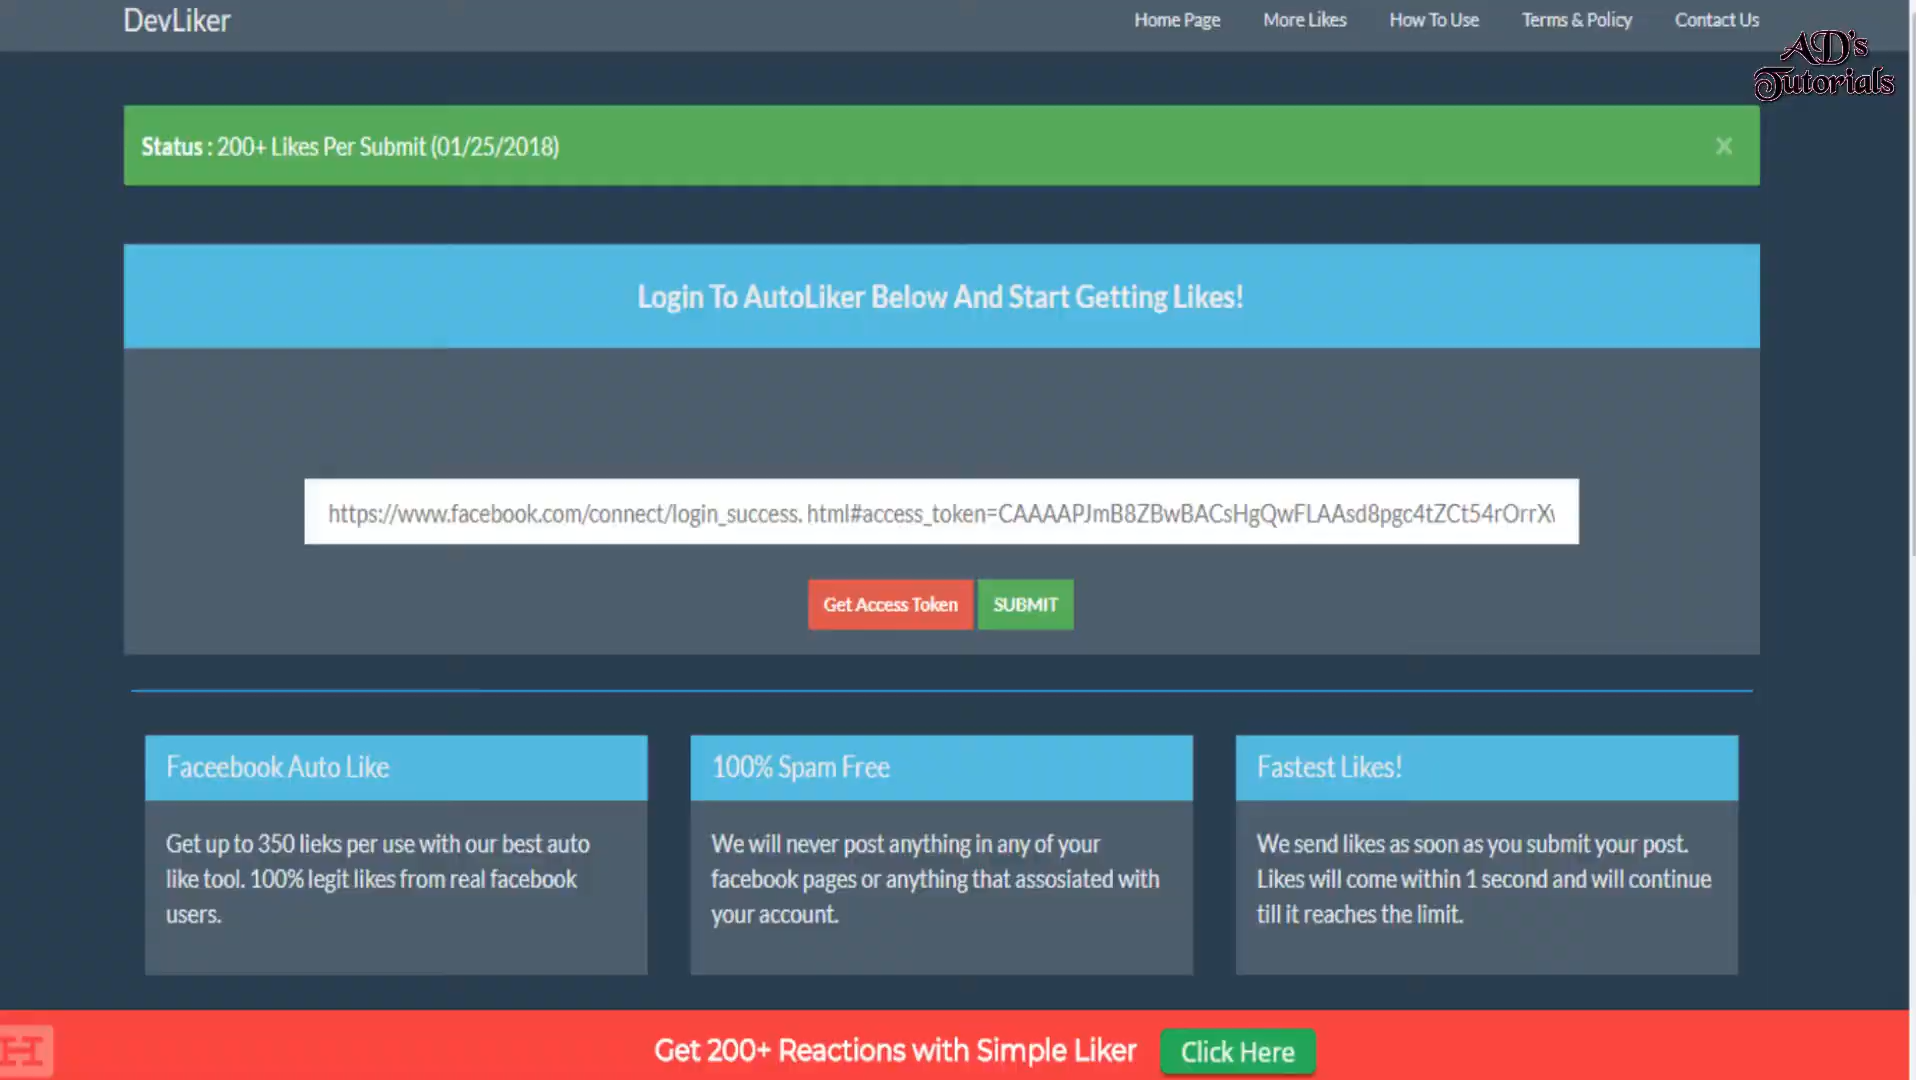 DevLiker
Home Page More Likes How To Use Terms & Policy Contact Us
AD's
Tutorials
Status : 200+ Likes Per Submit (01/25/2018)
×
Login To AutoLiker Below And Start Getting Likes!
https://www.facebook.com/connect/login_success. html#access_token=CAAAAPJmB8ZBwBACsHgQwFLAAsd8pgc4tZCt54rOrrX
Get Access Token SUBMIT
Faceebook Auto Like
Get up to 350 lieks per use with our best auto
like tool. 100% legit likes from real facebook
users.
100% Spam Free
We will never post anything in any of your
facebook pages or anything that assosiated with
your account.
Fastest Likes!
We send likes as soon as you submit your post.
Likes will come within 1 second and will continue
till it reaches the limit.
Get 200+ Reactions with Simple Liker Click Here